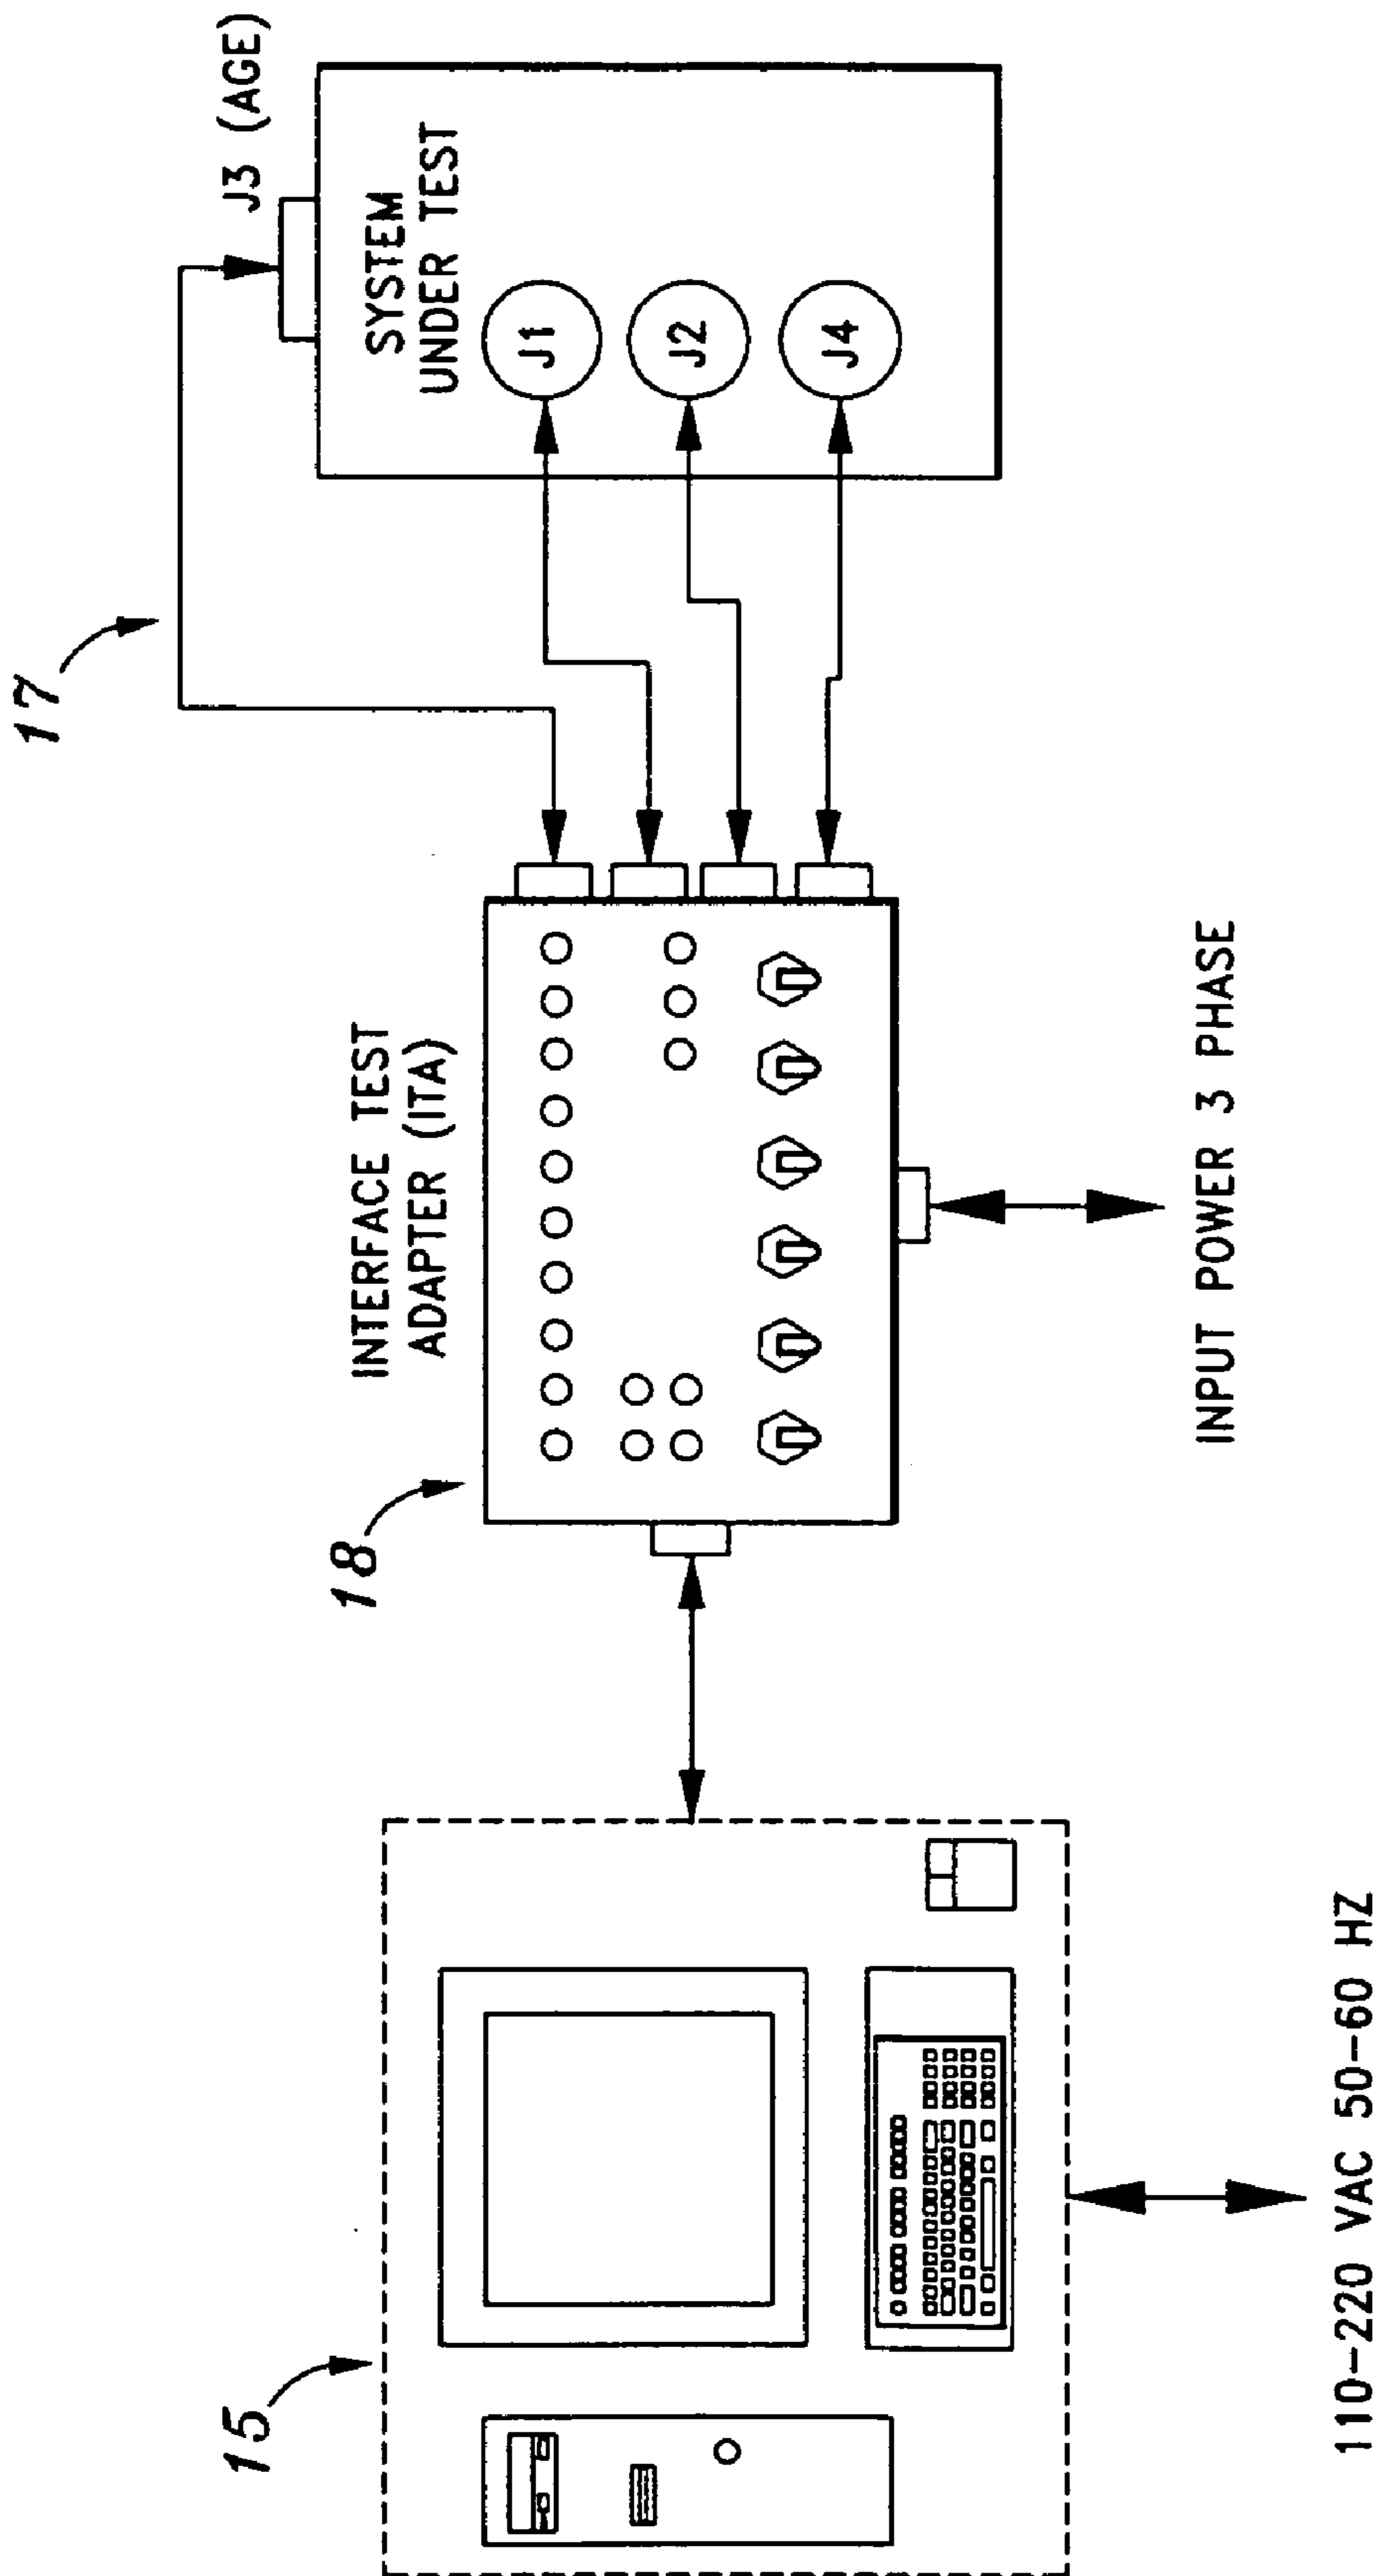 15
18
17
INTERFACE TEST
ADAPTER (ITA)
J3 (AGE)
SYSTEM
UNDER TEST
J1
J2
J4
110-220 VAC 50-60 HZ
INPUT POWER 3 PHASE